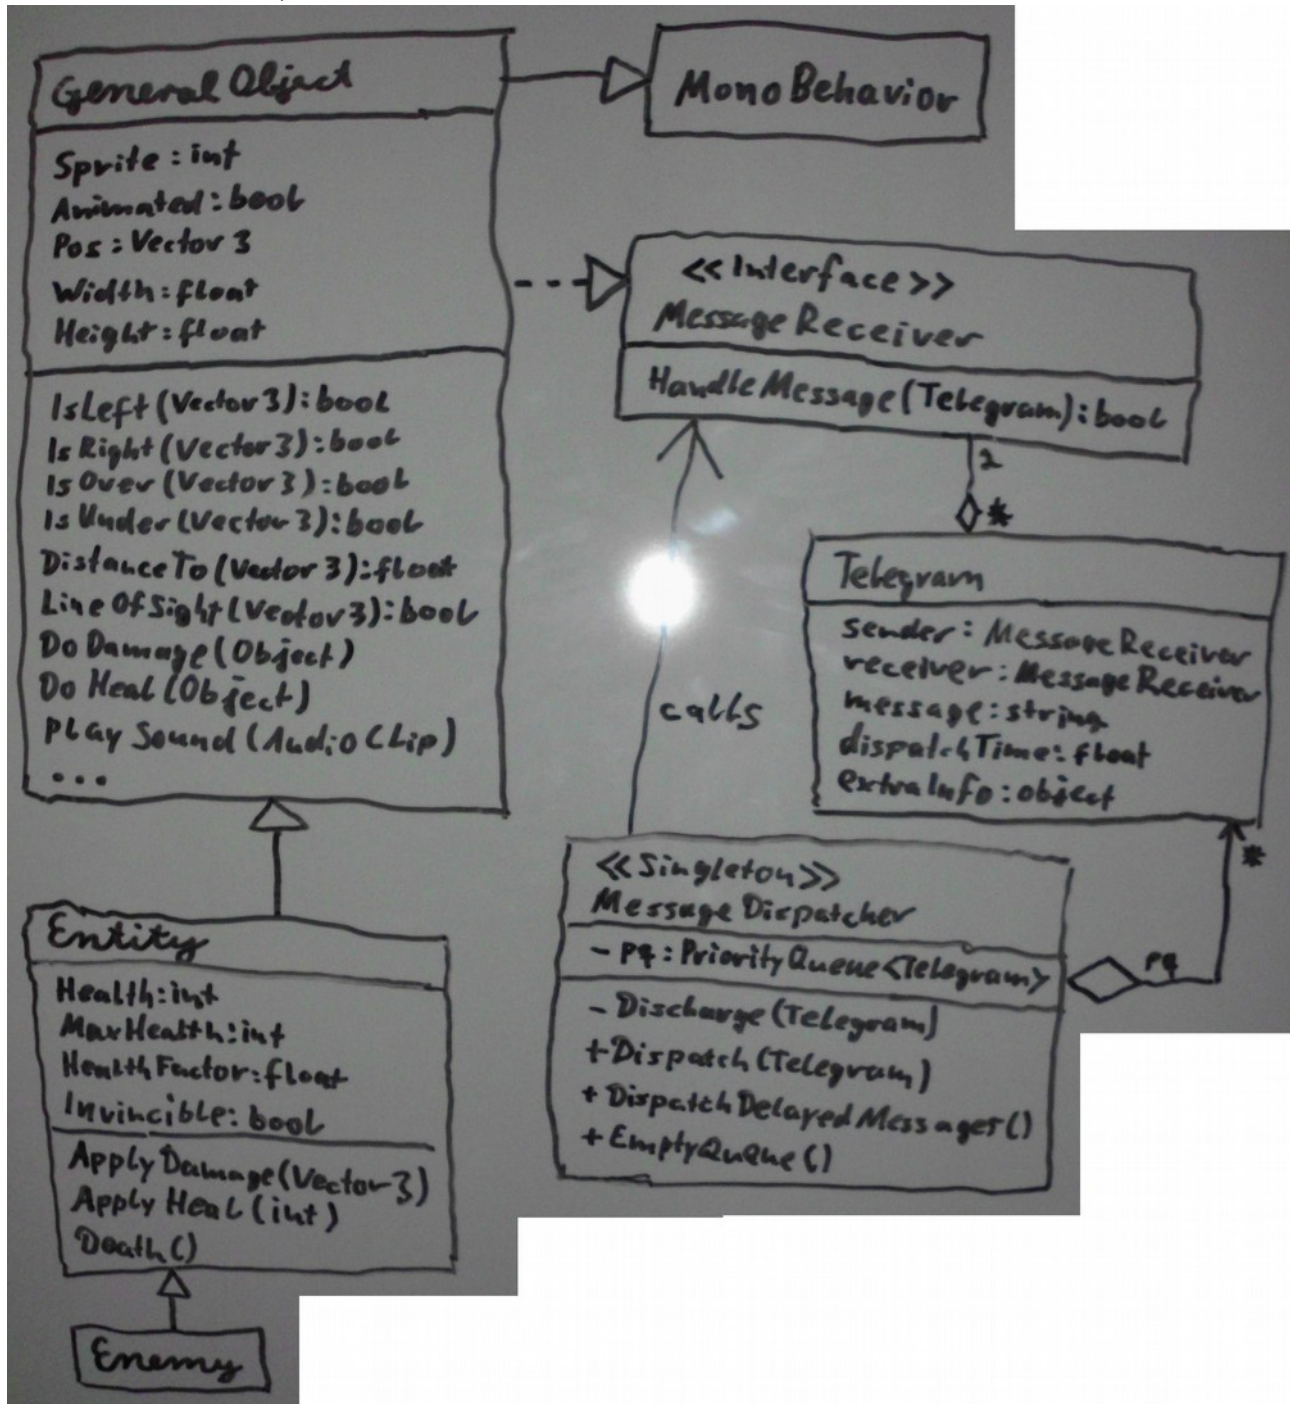 General Object
Sprite : int
Animated : bool
Pos : Vector 3
Width : float
Height : float
IsLeft (Vector 3) : bool
Is Right (Vector 3) : bool
Is Over (Vector 3) : bool
Is Under (Vector 3) : bool
Distance To (Vector 3) : float
Line Of Sight (Vector 3) : bool
Do Damage (Object)
Do Heal (Object)
Play Sound (Audio Clip)
...
Mono Behavior
<<Interface>>
Message Receiver
Handle Message (Telegram) : bool
2
*
Telegram
sender : Message Receiver
receiver : Message Receiver
message : string
dispatchTime : float
extraInfo : object
*
calls
<<Singleton>>
Message Dispatcher
- pq : Priority Queue<Telegram>
pq
- Discharge (Telegram)
+ Dispatch (Telegram)
+ Dispatch Delayed Messages ()
+ EmptyQueue ()
Entity
Health : int
MaxHealth : int
Health Factor : float
Invincible : bool
Apply Damage (Vector 3)
Apply Heal (int)
Death ()
Enemy